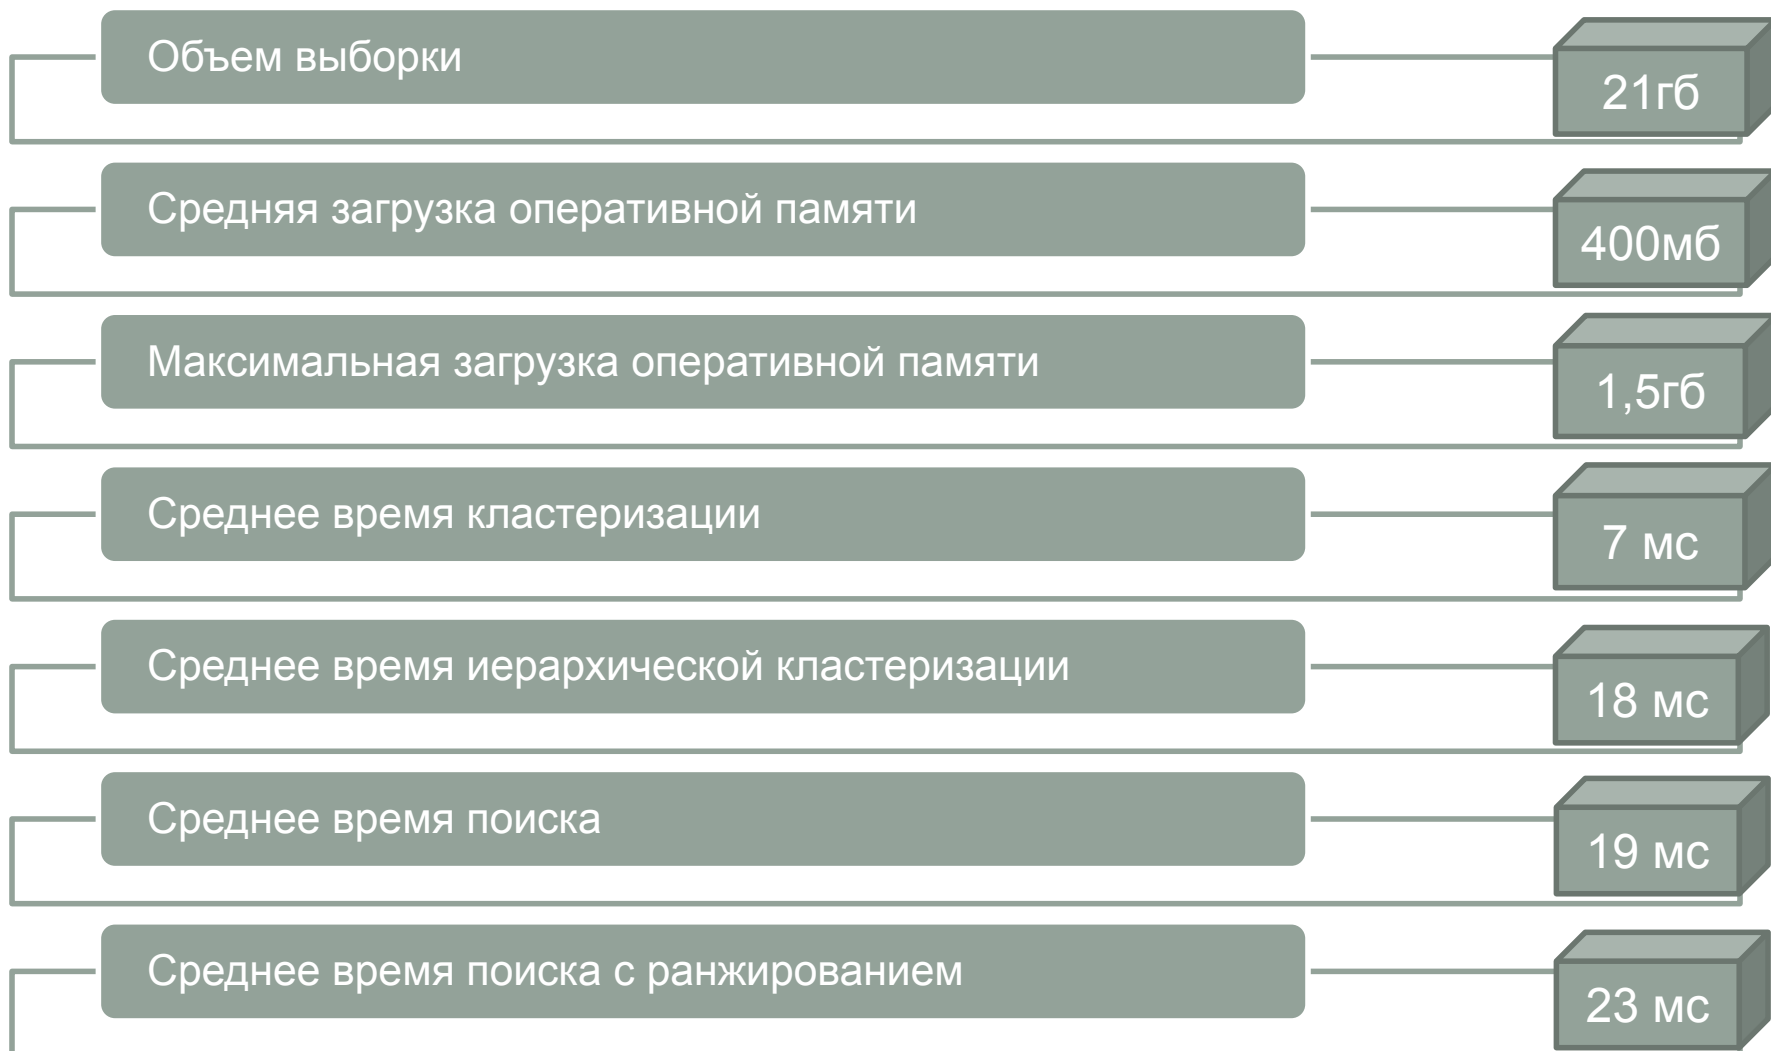 Объем выборки
21гб
Средняя загрузка оперативной памяти
400мб
Максимальная загрузка оперативной памяти
1,5гб
Среднее время кластеризации
7 мс
Среднее время иерархической кластеризации
18 мс
Среднее время поиска
19 мс
Среднее время поиска с ранжированием
23 мс